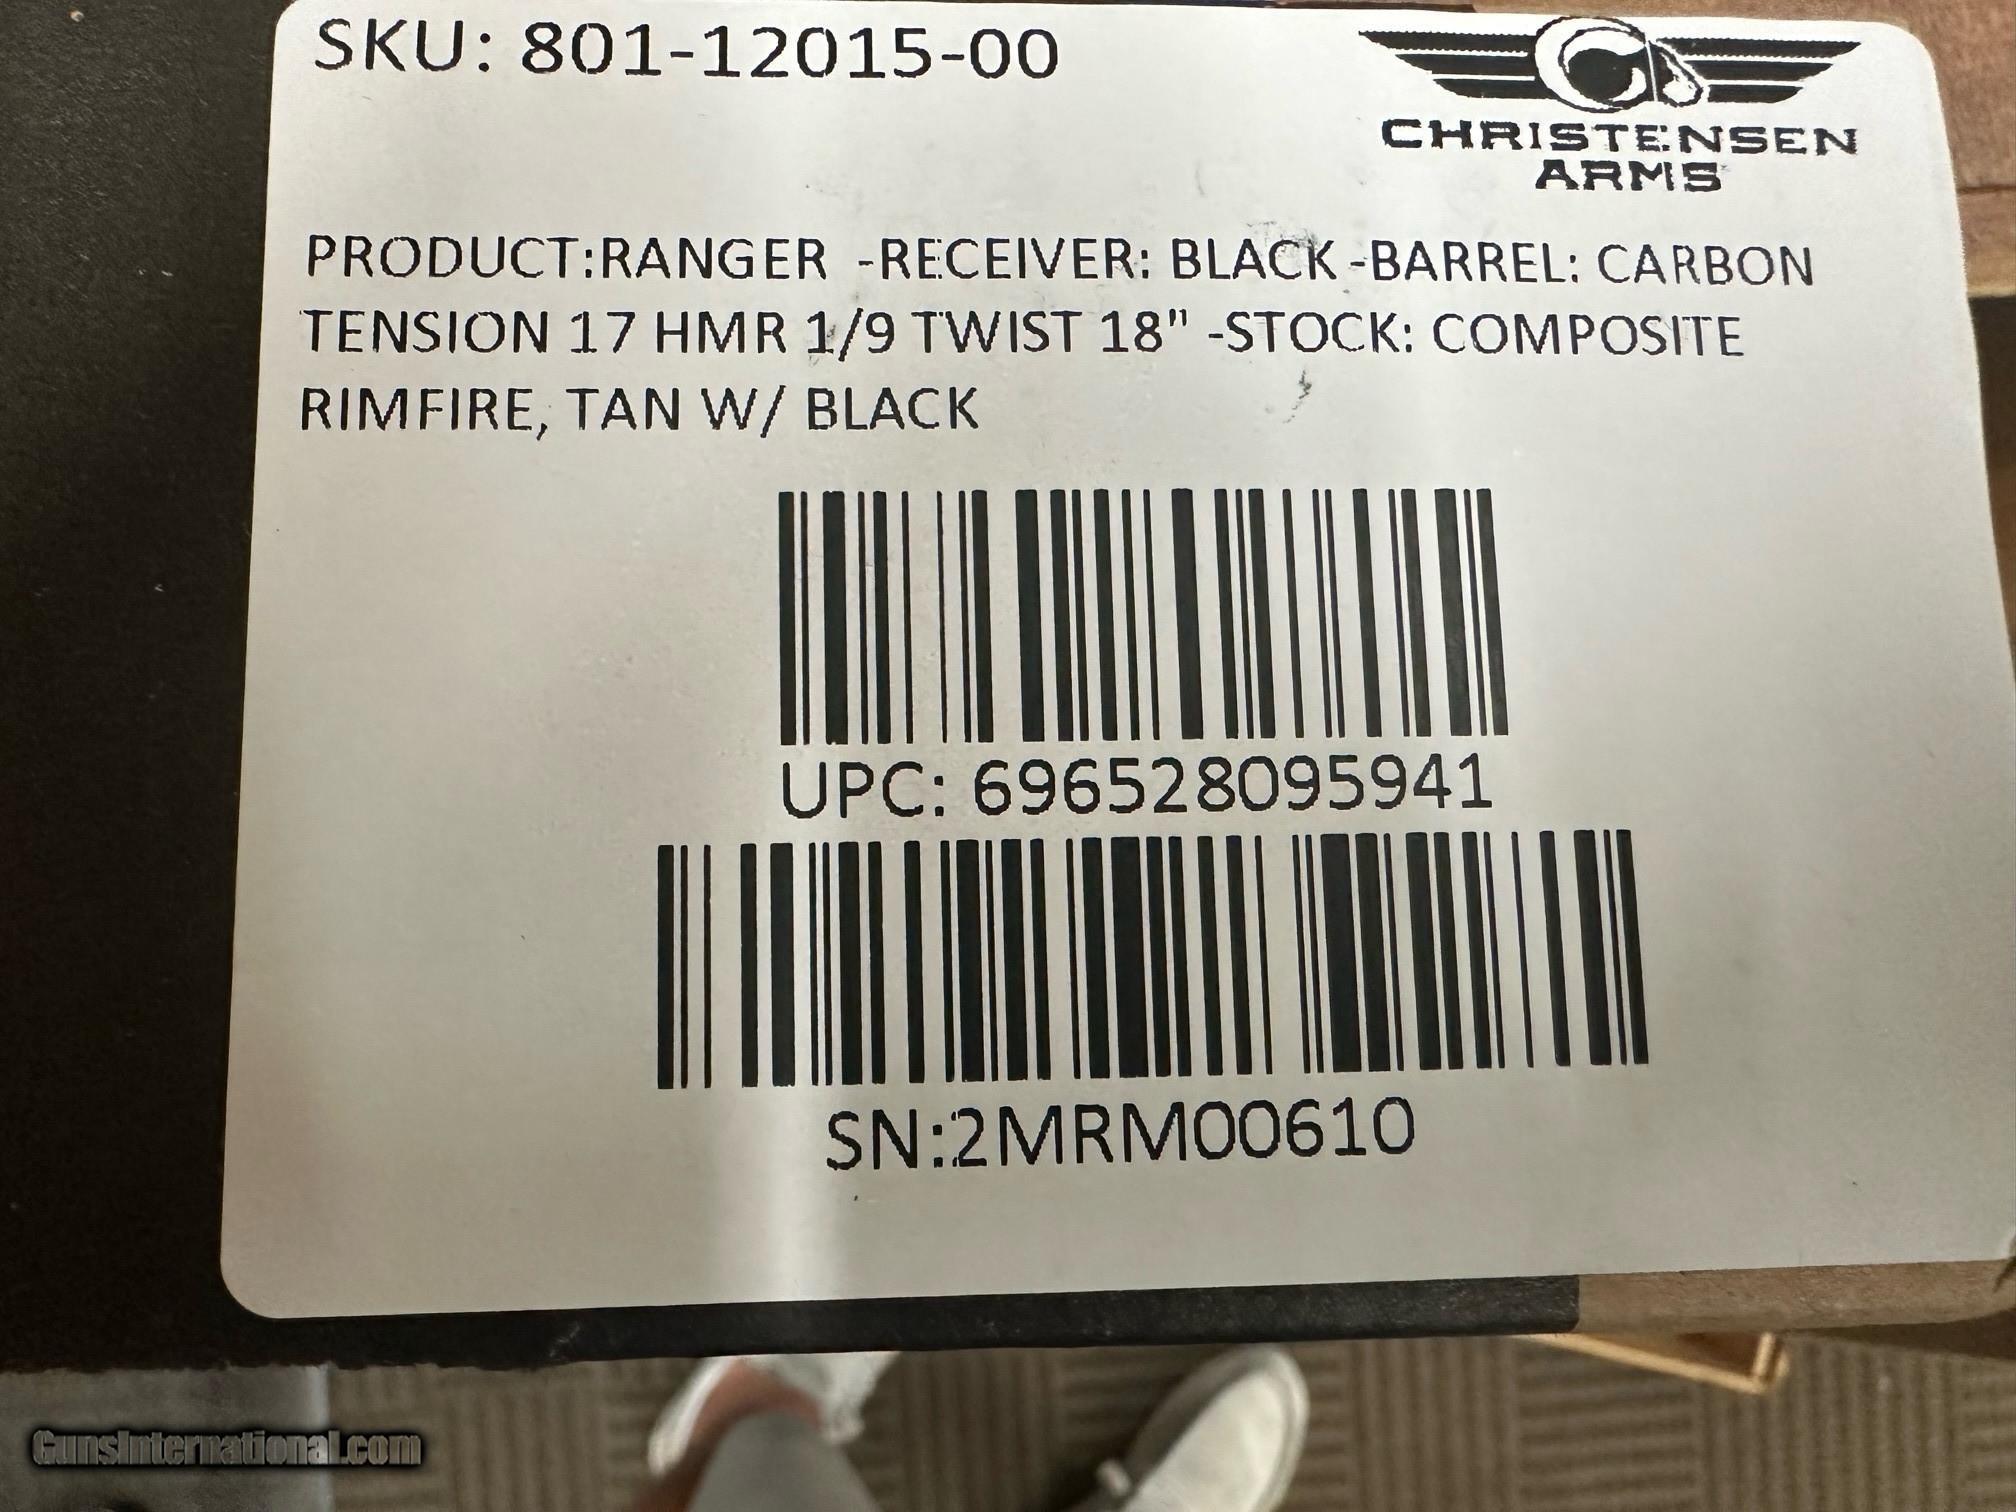 SKU: 801-12015-00
CHRISTENSEN
ARMS
PRODUCT:RANGER -RECEIVER: BLACK -BARREL: CARBON
TENSION 17 HMR 1/9 TWIST 18" -STOCK: COMPOSITE
RIMFIRE, TAN W/ BLACK
UPC: 696528095941
SN:2MRM00610
GunsInternational.com